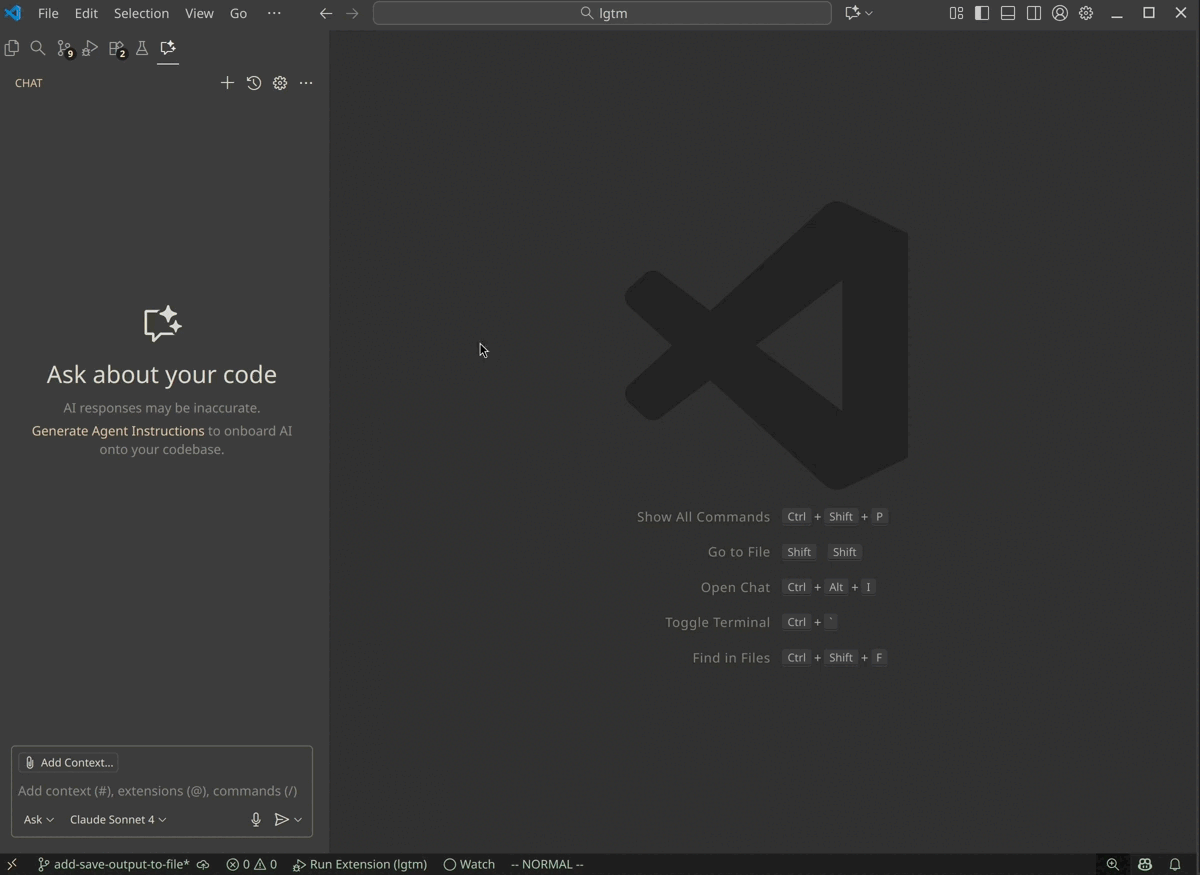 File Edit Selection View Go ··· lgtm
9 2
CHAT
Ask about your code
AI responses may be inaccurate.
Generate Agent Instructions to onboard AI
onto your codebase.
Show All Commands Ctrl + Shift + P
Go to File Shift Shift
Open Chat Ctrl + Alt + I
Toggle Terminal Ctrl + `
Find in Files Ctrl + Shift + F
Add Context...
Add context (#), extensions (@), commands (/)
Ask Claude Sonnet 4
add-save-output-to-file* 0 0 Run Extension (lgtm) Watch -- NORMAL --